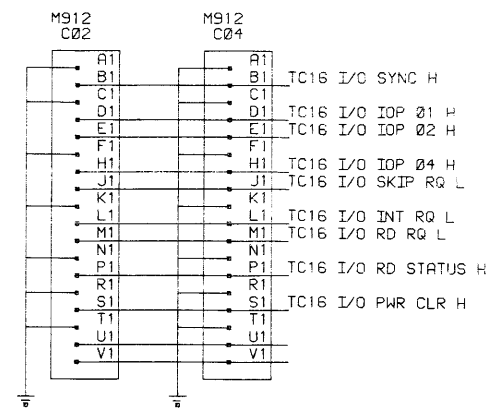 M912 M912
C02 C04
A1 A1
B1 B1 TC16 I/O SYNC H
C1 C1
D1 D1 TC16 I/O IOP 01 H
E1 E1 TC16 I/O IOP 02 H
F1 F1
H1 H1 TC16 I/O IOP 04 H
J1 J1 TC16 I/O SKIP RQ L
K1 K1
L1 L1 TC16 I/O INT RQ L
M1 M1 TC16 I/O RD RQ L
N1 N1
P1 P1 TC16 I/O RD STATUS H
R1 R1
S1 S1 TC16 I/O PWR CLR H
T1 T1
U1 U1
V1 V1